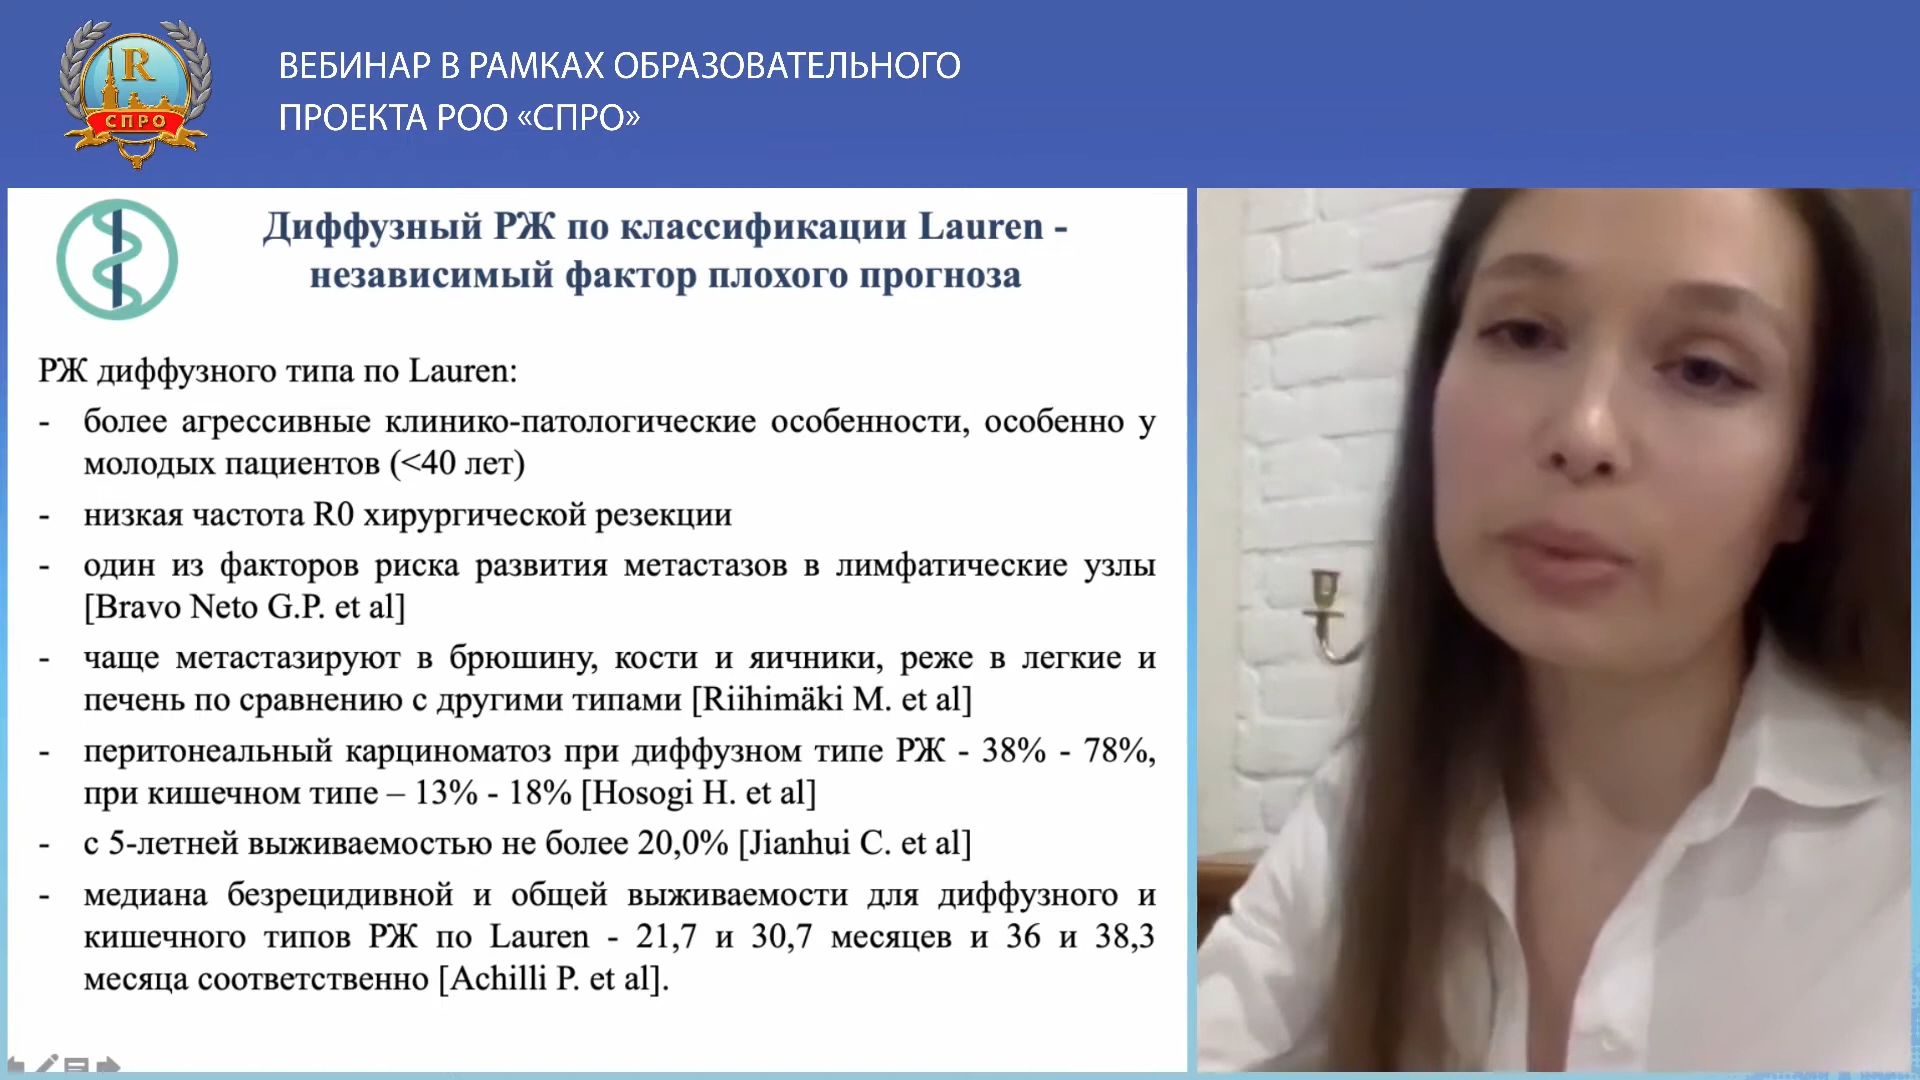 R
СПРО
ВЕБИНАР В РАМКАХ ОБРАЗОВАТЕЛЬНОГО
ПРОЕКТА РОО «СПРО»
Диффузный РЖ по классификации Lauren -
независимый фактор плохого прогноза
РЖ диффузного типа по Lauren:
- более агрессивные клинико-патологические особенности, особенно у
молодых пациентов (<40 лет)
- низкая частота R0 хирургической резекции
- один из факторов риска развития метастазов в лимфатические узлы
[Bravo Neto G.P. et al]
- чаще метастазируют в брюшину, кости и яичники, реже в легкие и
печень по сравнению с другими типами [Riihimäki M. et al]
- перитонеальный карциноматоз при диффузном типе РЖ - 38% - 78%,
при кишечном типе – 13% - 18% [Hosogi H. et al]
- с 5-летней выживаемостью не более 20,0% [Jianhui C. et al]
- медиана безрецидивной и общей выживаемости для диффузного и
кишечного типов РЖ по Lauren - 21,7 и 30,7 месяцев и 36 и 38,3
месяца соответственно [Achilli P. et al].